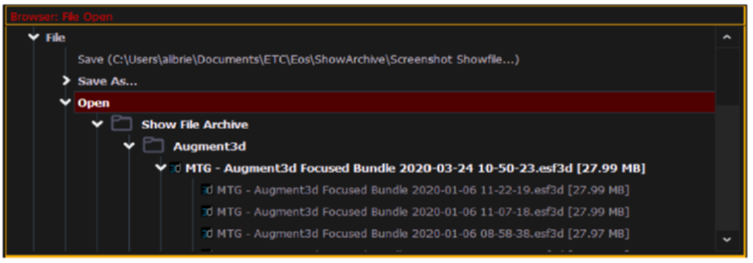 Browser: File Open
File
Save (C:\Users\albrie\Documents\ETC\Eos\ShowArchive\Screenshot Showfile...)
Save As...
Open
Show File Archive
Augment3d
MTG - Augment3d Focused Bundle 2020-03-24 10-50-23.esf3d [27.99 MB]
MTG - Augment3d Focused Bundle 2020-01-06 11-22-19.esf3d [27.99 MB]
MTG - Augment3d Focused Bundle 2020-01-06 11-07-18.esf3d [27.99 MB]
MTG - Augment3d Focused Bundle 2020-01-06 08-58-38.esf3d [27.97 MB]